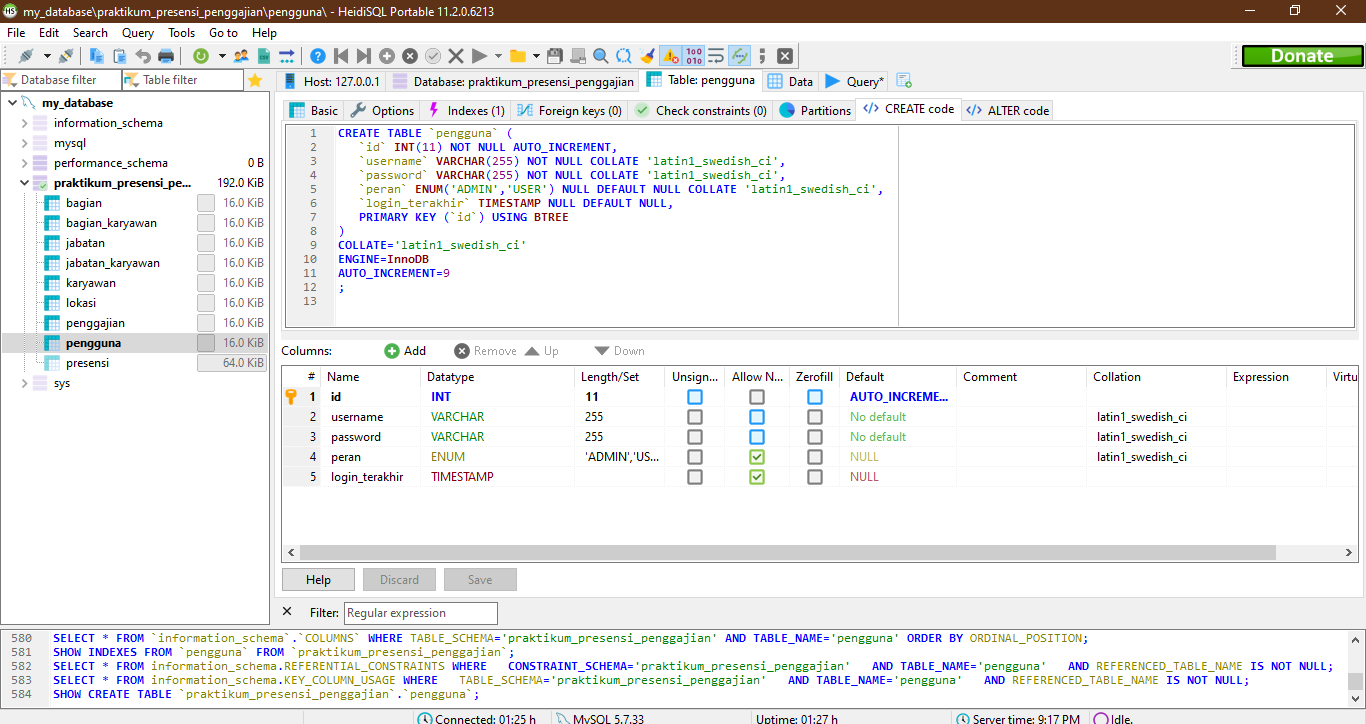 my_database\praktikum_presensi_penggajian\pengguna\ - HeidiSQL Portable 11.2.0.6213
File Edit Search Query Tools Go to Help
Donate
Database filter Table filter
Host: 127.0.0.1 Database: praktikum_presensi_penggajian Table: pengguna Data Query*
my_database
information_schema
mysql
performance_schema 0 B
praktikum_presensi_pe... 192.0 KiB
bagian 16.0 KiB
bagian_karyawan 16.0 KiB
jabatan 16.0 KiB
jabatan_karyawan 16.0 KiB
karyawan 16.0 KiB
lokasi 16.0 KiB
penggajian 16.0 KiB
pengguna 16.0 KiB
presensi 64.0 KiB
sys
Basic Options Indexes (1) Foreign keys (0) Check constraints (0) Partitions CREATE code ALTER code
1 CREATE TABLE `pengguna` (
2 `id` INT(11) NOT NULL AUTO_INCREMENT,
3 `username` VARCHAR(255) NOT NULL COLLATE 'latin1_swedish_ci',
4 `password` VARCHAR(255) NOT NULL COLLATE 'latin1_swedish_ci',
5 `peran` ENUM('ADMIN','USER') NULL DEFAULT NULL COLLATE 'latin1_swedish_ci',
6 `login_terakhir` TIMESTAMP NULL DEFAULT NULL,
7 PRIMARY KEY (`id`) USING BTREE
8 )
9 COLLATE='latin1_swedish_ci'
10 ENGINE=InnoDB
11 AUTO_INCREMENT=9
12 ;
13
Columns: Add Remove Up Down
# Name Datatype Length/Set Unsign... Allow N... Zerofill Default Comment Collation Expression Virtu
1 id INT 11 AUTO_INCREME...
2 username VARCHAR 255 No default latin1_swedish_ci
3 password VARCHAR 255 No default latin1_swedish_ci
4 peran ENUM 'ADMIN','US... NULL latin1_swedish_ci
5 login_terakhir TIMESTAMP NULL
Help Discard Save
Filter: Regular expression
580 SELECT * FROM `information_schema`.`COLUMNS` WHERE TABLE_SCHEMA='praktikum_presensi_penggajian' AND TABLE_NAME='pengguna' ORDER BY ORDINAL_POSITION;
581 SHOW INDEXES FROM `pengguna` FROM `praktikum_presensi_penggajian`;
582 SELECT * FROM information_schema.REFERENTIAL_CONSTRAINTS WHERE CONSTRAINT_SCHEMA='praktikum_presensi_penggajian' AND TABLE_NAME='pengguna' AND REFERENCED_TABLE_NAME IS NOT NULL;
583 SELECT * FROM information_schema.KEY_COLUMN_USAGE WHERE TABLE_SCHEMA='praktikum_presensi_penggajian' AND TABLE_NAME='pengguna' AND REFERENCED_TABLE_NAME IS NOT NULL;
584 SHOW CREATE TABLE `praktikum_presensi_penggajian`.`pengguna`;
Connected: 01:25 h MySQL 5.7.33 Uptime: 01:27 h Server time: 9:17 PM Idle.